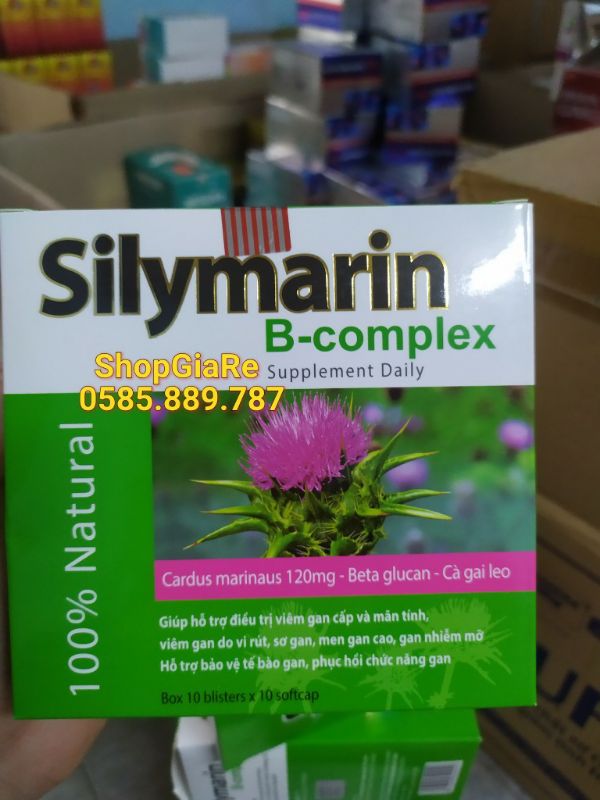 Silymarin
B-complex
ShopGiaRe
Supplement Daily
0585.889.787
100% Natural
Cardus marinaus 120mg - Beta glucan - Cà gai leo
Giúp hỗ trợ điều trị viêm gan cấp và mãn tính,
viêm gan do vi rút, sơ gan, men gan cao, gan nhiễm mỡ
Hỗ trợ bảo vệ tế bào gan, phục hồi chức năng gan
Box 10 blisters x 10 softcap
Silymarin
B-complex